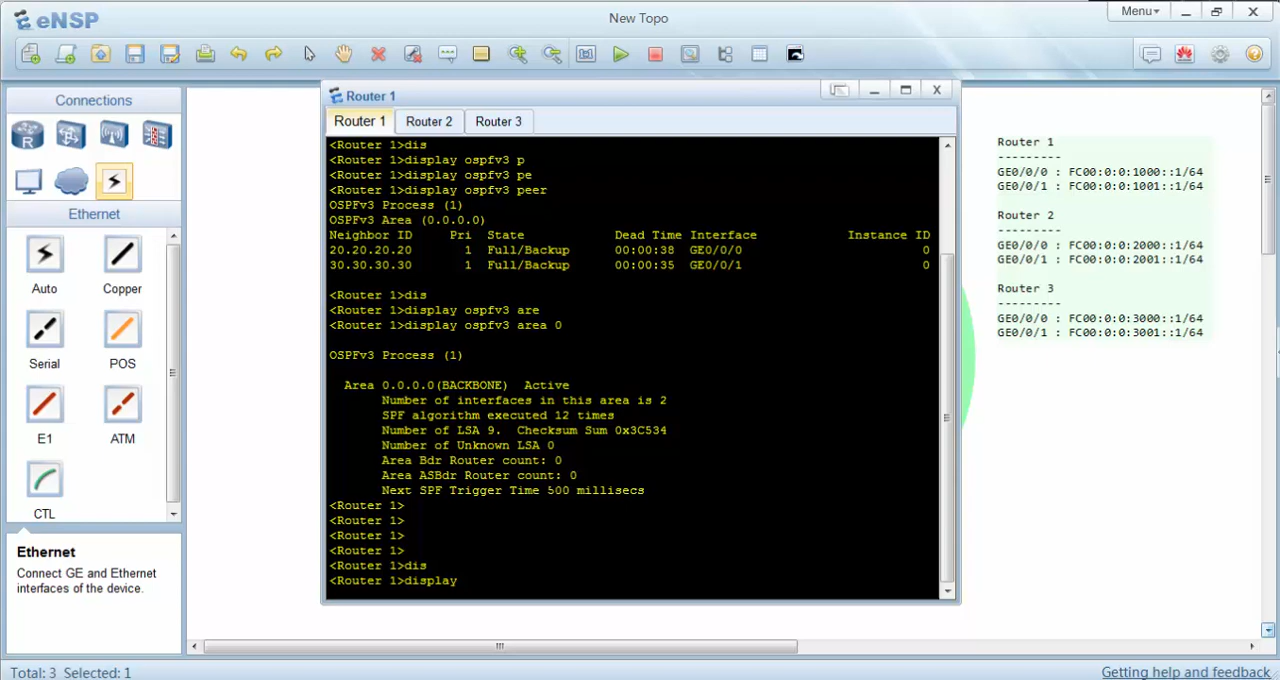 eNSP
New Topo
Menu
Connections
Ethernet
Auto
Copper
Serial
POS
E1
ATM
CTL
Ethernet
Connect GE and Ethernet
interfaces of the device.
Router 1
Router 1
Router 2
Router 3
<Router 1>dis
<Router 1>display ospfv3 p
<Router 1>display ospfv3 pe
<Router 1>display ospfv3 peer
OSPFv3 Process (1)
OSPFv3 Area (0.0.0.0)
Neighbor ID Pri State Dead Time Interface Instance ID
20.20.20.20 1 Full/Backup 00:00:38 GE0/0/0 0
30.30.30.30 1 Full/Backup 00:00:35 GE0/0/1 0
<Router 1>dis
<Router 1>display ospfv3 are
<Router 1>display ospfv3 area 0
OSPFv3 Process (1)
Area 0.0.0.0(BACKBONE) Active
Number of interfaces in this area is 2
SPF algorithm executed 12 times
Number of LSA 9. Checksum Sum 0x3C534
Number of Unknown LSA 0
Area Bdr Router count: 0
Area ASBdr Router count: 0
Next SPF Trigger Time 500 millisecs
<Router 1>
<Router 1>
<Router 1>
<Router 1>
<Router 1>dis
<Router 1>display
Router 1
---------
GE0/0/0 : FC00:0:0:1000::1/64
GE0/0/1 : FC00:0:0:1001::1/64
Router 2
---------
GE0/0/0 : FC00:0:0:2000::1/64
GE0/0/1 : FC00:0:0:2001::1/64
Router 3
---------
GE0/0/0 : FC00:0:0:3000::1/64
GE0/0/1 : FC00:0:0:3001::1/64
Total: 3 Selected: 1
Getting help and feedback